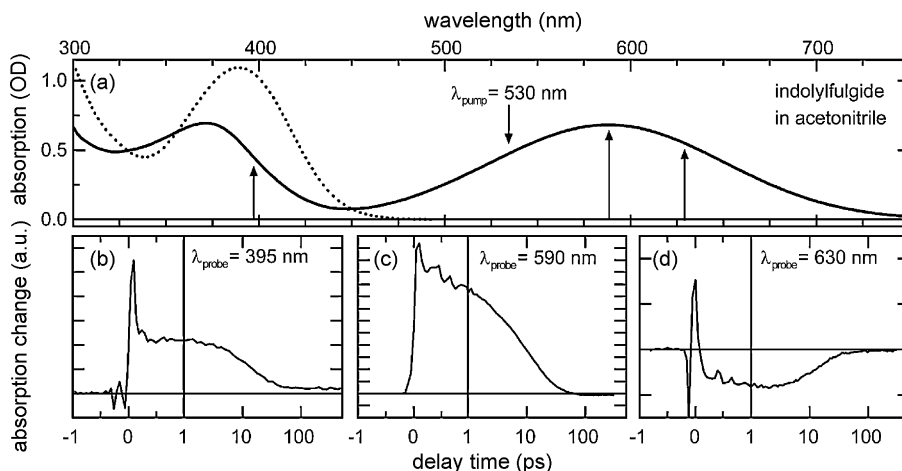 wavelength (nm)
300 400 500 600 700
absorption (OD)
1.0
0.5
0.0
(a)
λpump= 530 nm
indolylfulgide
in acetonitrile
absorption change (a.u.)
(b) λprobe= 395 nm
(c) λprobe= 590 nm
(d) λprobe= 630 nm
-1 0 1 10 100 -1 0 1 10 100 -1 0 1 10 100
delay time (ps)